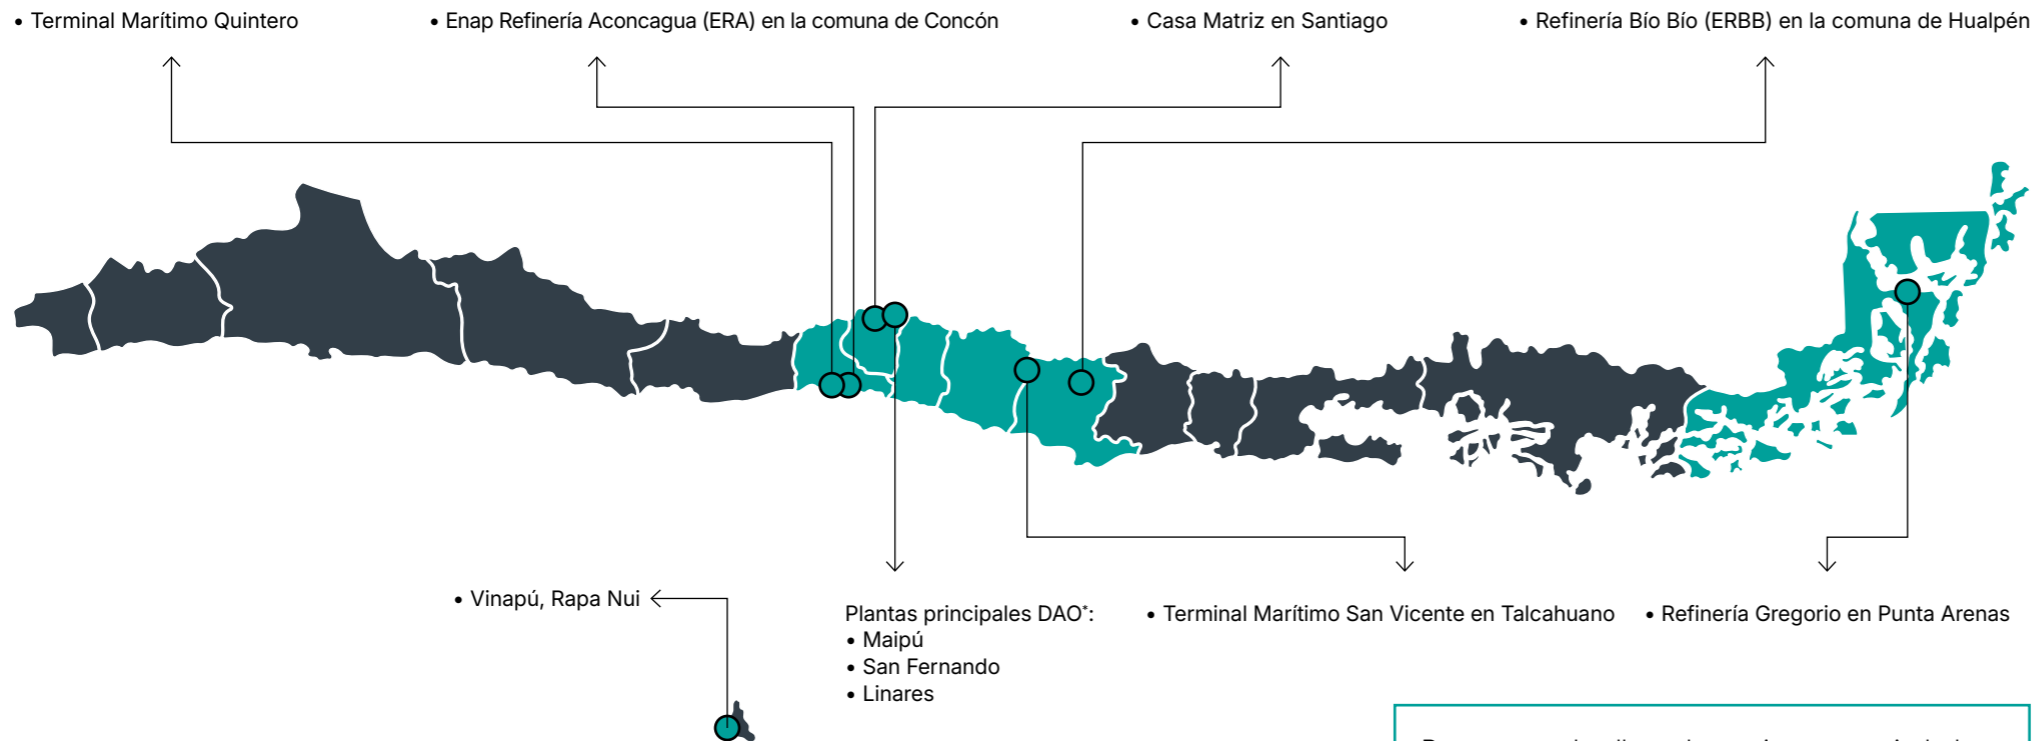 • Terminal Marítimo Quintero
• Enap Refinería Aconcagua (ERA) en la comuna de Concón
• Casa Matriz en Santiago
• Refinería Bío Bío (ERBB) en la comuna de Hualpén
• Vinapú, Rapa Nui
Plantas principales DAO*:
• Maipú
• San Fernando
• Linares
• Terminal Marítimo San Vicente en Talcahuano
• Refinería Gregorio en Punta Arenas